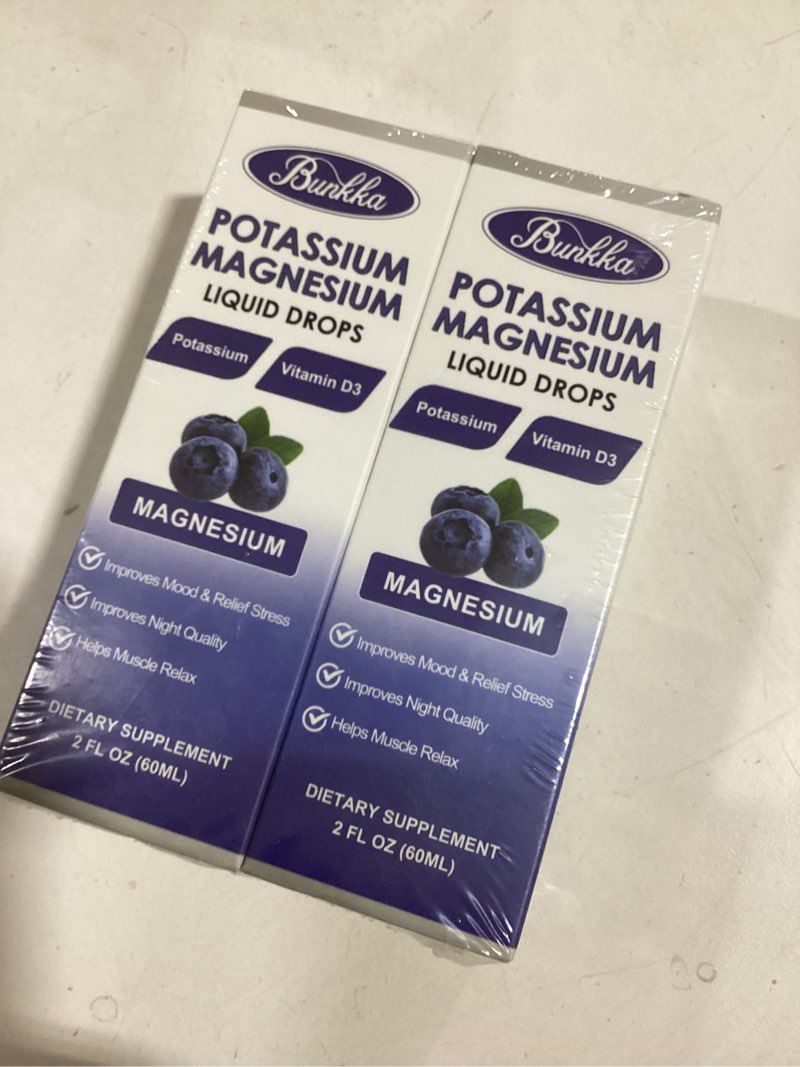 Bunkka
POTASSIUM
MAGNESIUM
LIQUID DROPS
Potassium
Vitamin D3
MAGNESIUM
Improves Mood & Relief Stress
Improves Night Quality
Helps Muscle Relax
DIETARY SUPPLEMENT
2 FL OZ (60ML)
Bunkka
POTASSIUM
MAGNESIUM
LIQUID DROPS
Potassium
Vitamin D3
MAGNESIUM
Improves Mood & Relief Stress
Improves Night Quality
Helps Muscle Relax
DIETARY SUPPLEMENT
2 FL OZ (60ML)